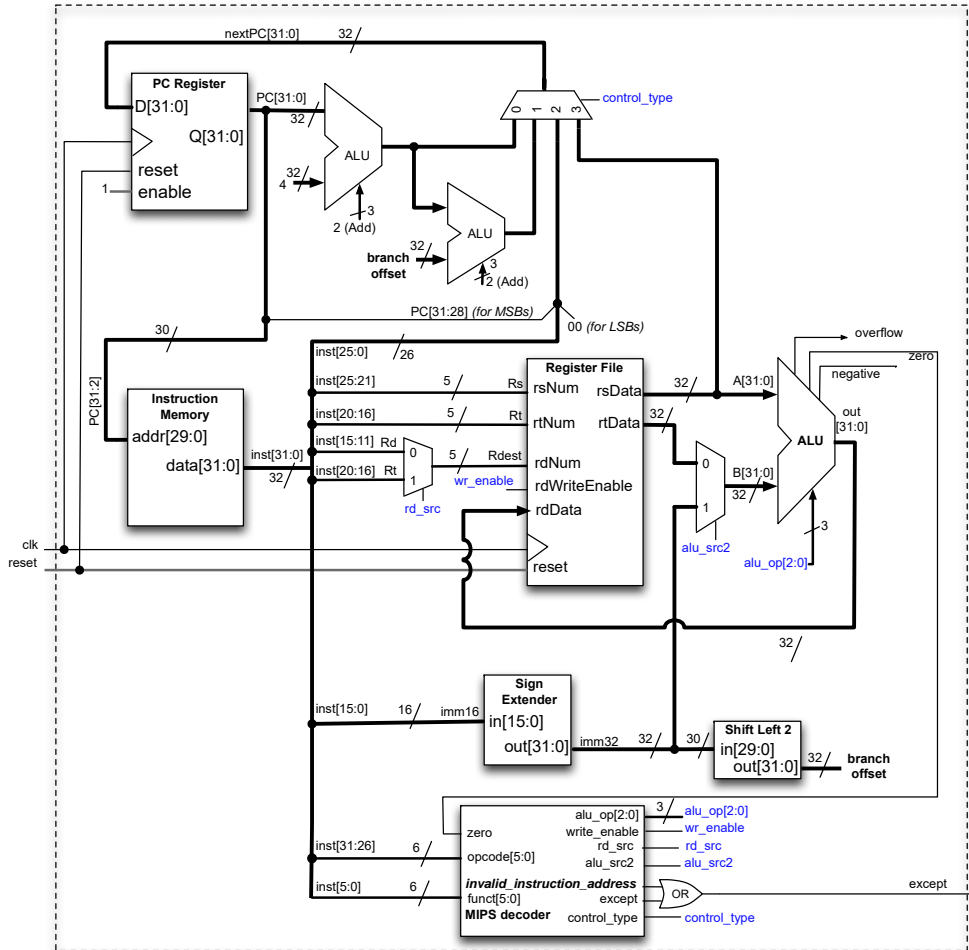 nextPC[31:0] 32
PC Register
D[31:0]
Q[31:0]
reset
enable
1
PC[31:0]
32
ALU
32
4
3
2 (Add)
0 1 2 3
control_type
ALU
32
branch
offset
3
2 (Add)
PC[31:28] (for MSBs)
00 (for LSBs)
30
PC[31:2]
inst[25:0]
26
Instruction
Memory
addr[29:0]
data[31:0]
inst[31:0]
32
inst[25:21] 5 Rs
inst[20:16] 5 Rt
inst[15:11] Rd 0
inst[20:16] Rt 1
rd_src
5 Rdest
wr_enable
Register File
rsNum rsData
rtNum rtData
rdNum
rdWriteEnable
rdData
reset
32
32
A[31:0]
0
1
alu_src2
B[31:0]
32
ALU
out
[31:0]
overflow
zero
negative
3
alu_op[2:0]
32
clk
reset
inst[15:0] 16 imm16
Sign
Extender
in[15:0]
out[31:0]
imm32 32 30
Shift Left 2
in[29:0]
out[31:0]
32
branch
offset
zero
inst[31:26] 6 opcode[5:0]
inst[5:0] 6 funct[5:0]
MIPS decoder
alu_op[2:0] 3 alu_op[2:0]
write_enable wr_enable
rd_src rd_src
alu_src2 alu_src2
invalid_instruction_address
except
OR
except
control_type control_type